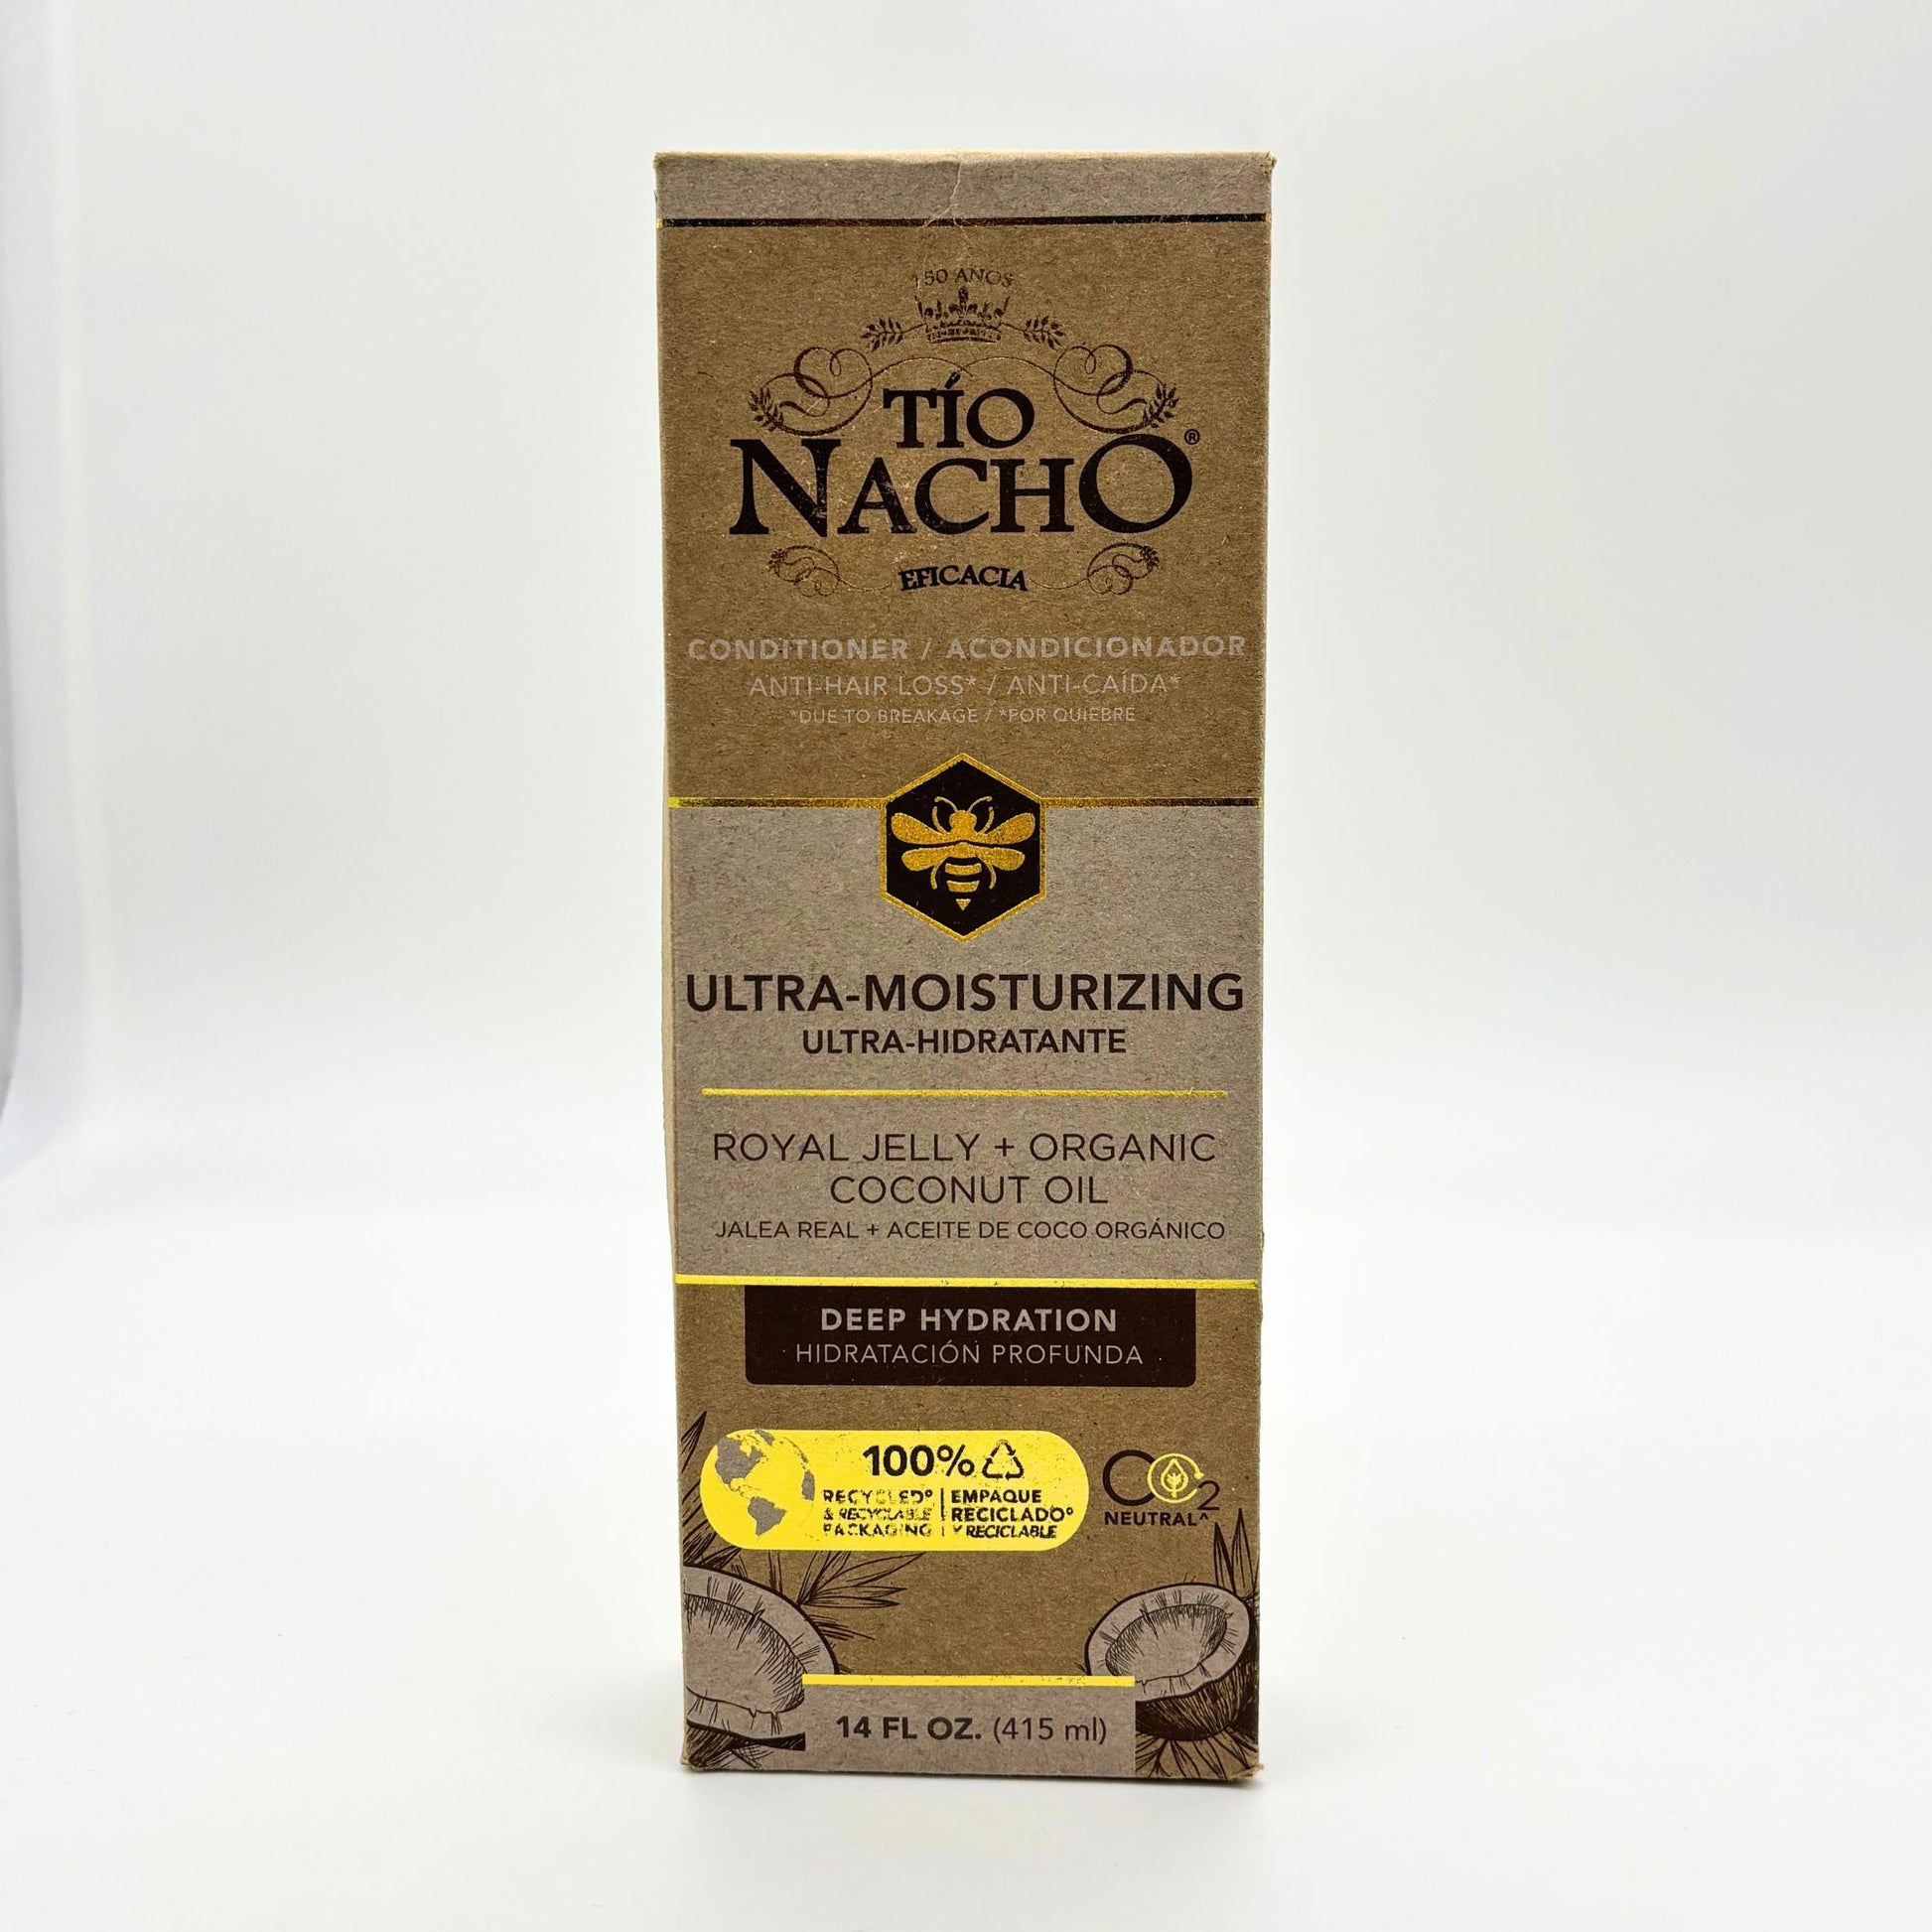 150 AÑOS
TÍO
NACHO®
EFICACIA
CONDITIONER / ACONDICIONADOR
ANTI-HAIR LOSS* / ANTI-CAÍDA*
*DUE TO BREAKAGE / *POR QUIEBRE
ULTRA-MOISTURIZING
ULTRA-HIDRATANTE
ROYAL JELLY + ORGANIC
COCONUT OIL
JALEA REAL + ACEITE DE COCO ORGÁNICO
DEEP HYDRATION
HIDRATACIÓN PROFUNDA
100%
RECYCLED°
& RECYCLABLE
PACKAGING
EMPAQUE
RECICLADO°
Y RECICLABLE
CO2
NEUTRAL^
14 FL OZ. (415 ml)